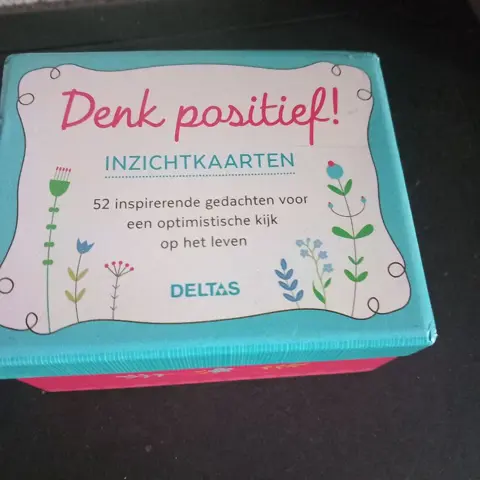 Denk positief!
INZICHTKAARTEN
52 inspirerende gedachten voor
een optimistische kijk
op het leven
DELTAS